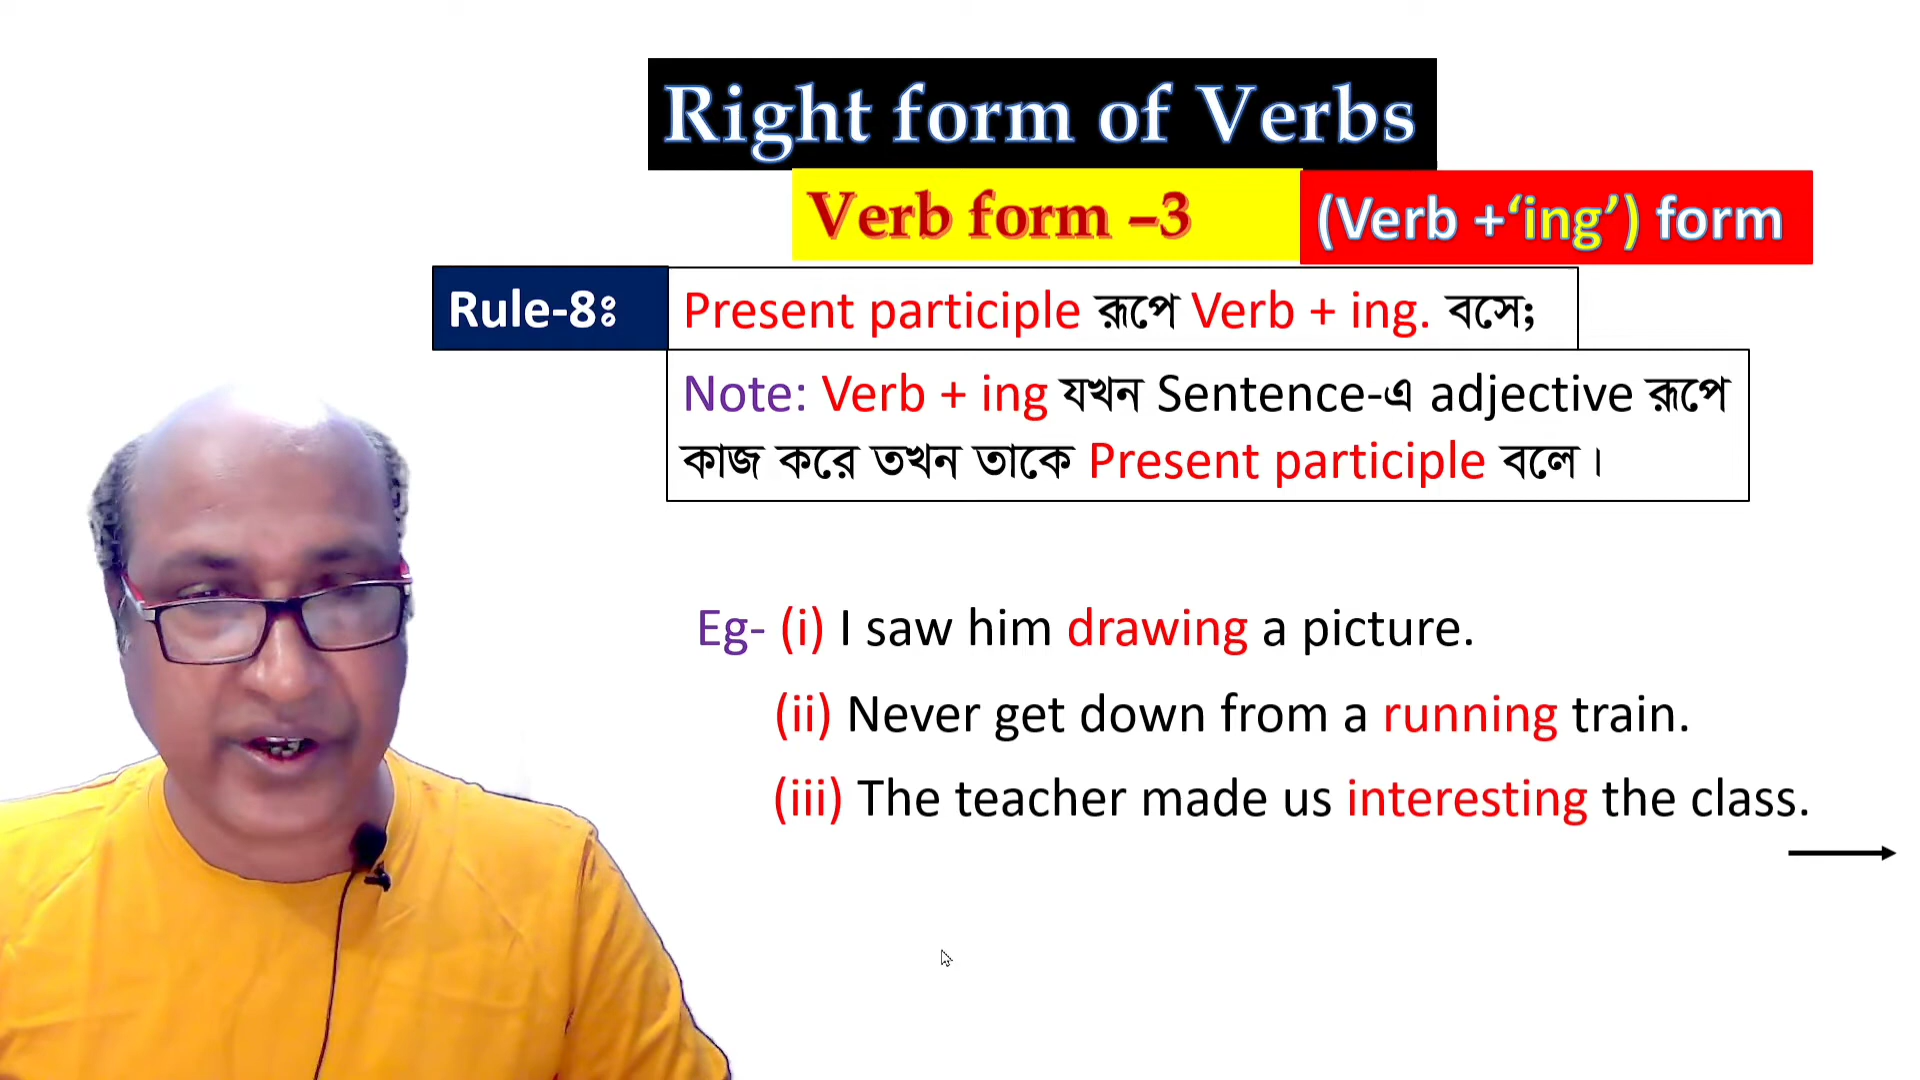 Right form of Verbs
Verb form –3 (Verb +‘ing’) form
Rule-8ঃ Present participle রূপে Verb + ing. বসে;
Note: Verb + ing যখন Sentence-এ adjective রূপে
কাজ করে তখন তাকে Present participle বলে।
Eg- (i) I saw him drawing a picture.
(ii) Never get down from a running train.
(iii) The teacher made us interesting the class.